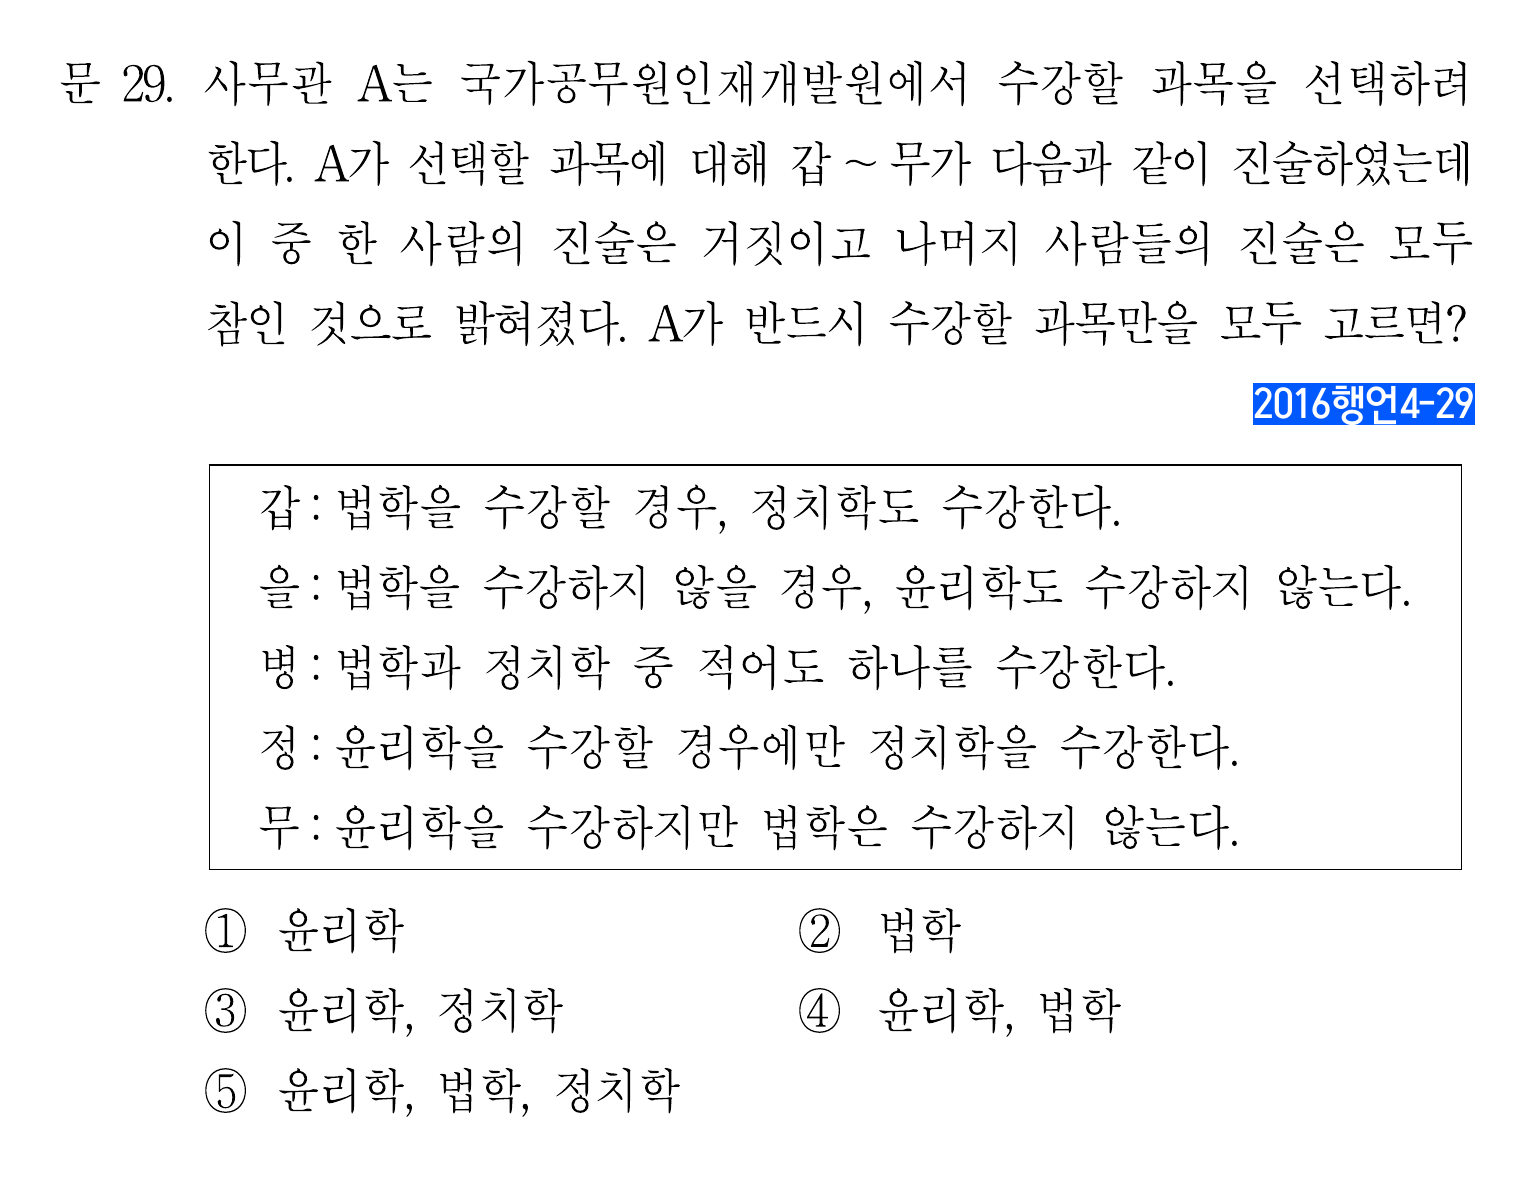 문 29. 사무관 A는 국가공무원인재개발원에서 수강할 과목을 선택하려
한다. A가 선택할 과목에 대해 갑～무가 다음과 같이 진술하였는데
이 중 한 사람의 진술은 거짓이고 나머지 사람들의 진술은 모두
참인 것으로 밝혀졌다. A가 반드시 수강할 과목만을 모두 고르면?
2016행언4-29
갑 : 법학을 수강할 경우, 정치학도 수강한다.
을 : 법학을 수강하지 않을 경우, 윤리학도 수강하지 않는다.
병 : 법학과 정치학 중 적어도 하나를 수강한다.
정 : 윤리학을 수강할 경우에만 정치학을 수강한다.
무 : 윤리학을 수강하지만 법학은 수강하지 않는다.
① 윤리학 ② 법학
③ 윤리학, 정치학 ④ 윤리학, 법학
⑤ 윤리학, 법학, 정치학